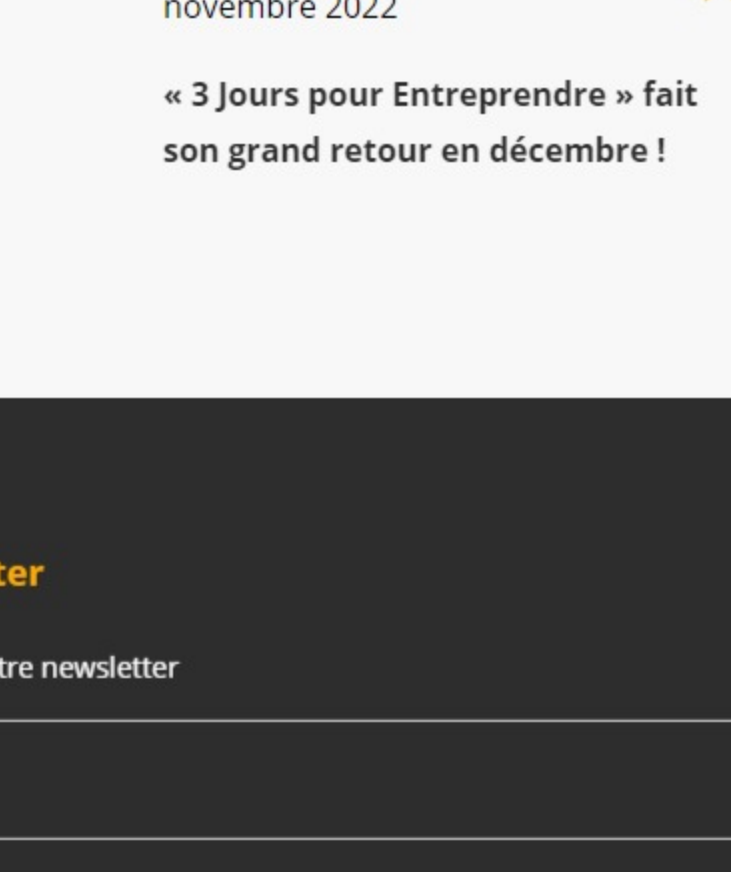 novembre 2022
« 3 Jours pour Entreprendre » fait
son grand retour en décembre !
ter
tre newsletter